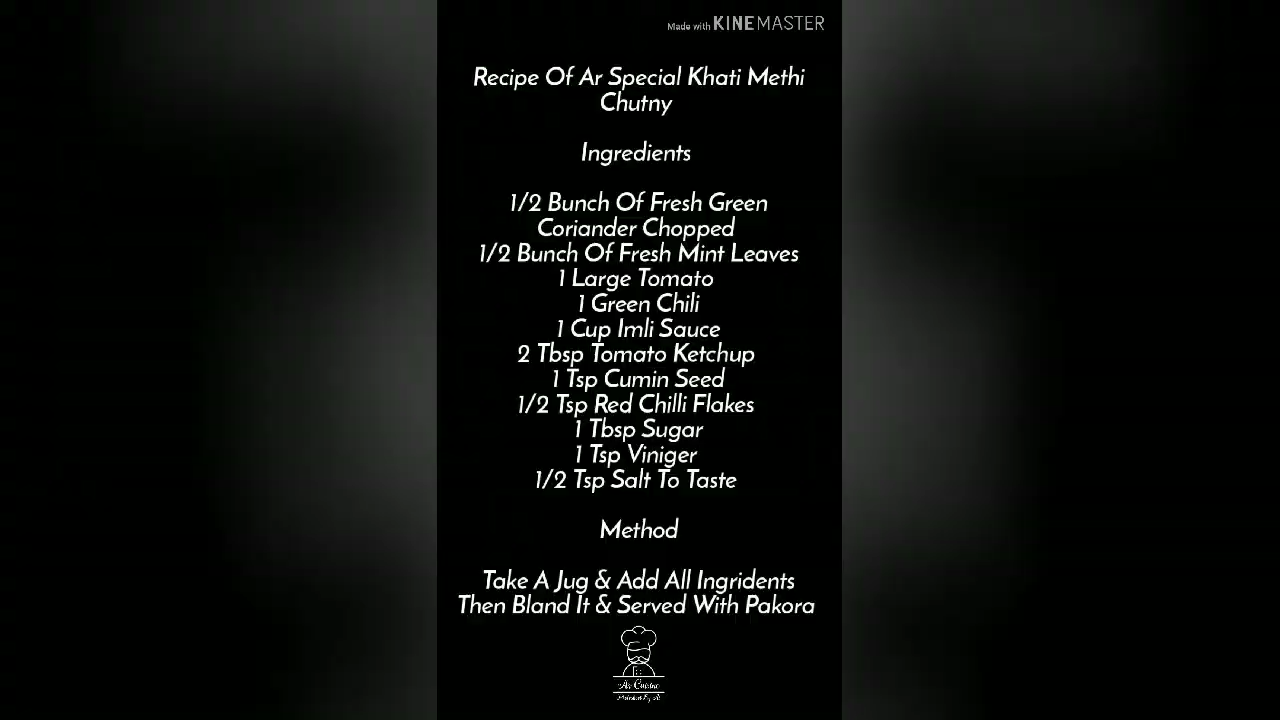 Made with KINEMASTER
Recipe Of Ar Special Khati Methi
Chutny
Ingredients
1/2 Bunch Of Fresh Green
Coriander Chopped
1/2 Bunch Of Fresh Mint Leaves
1 Large Tomato
1 Green Chili
1 Cup Imli Sauce
2 Tbsp Tomato Ketchup
1 Tsp Cumin Seed
1/2 Tsp Red Chilli Flakes
1 Tbsp Sugar
1 Tsp Viniger
1/2 Tsp Salt To Taste
Method
Take A Jug & Add All Ingridents
Then Bland It & Served With Pakora
Ar Cuisine